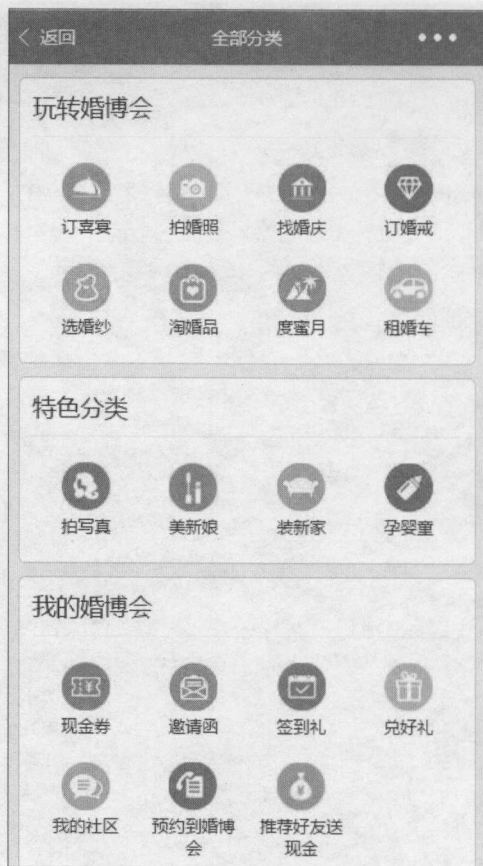 返回 全部分类
玩转婚博会
订喜宴 拍婚照 找婚庆 订婚戒
选婚纱 淘婚品 度蜜月 租婚车
特色分类
拍写真 美新娘 装新家 孕婴童
我的婚博会
现金券 邀请函 签到礼 兑好礼
我的社区 预约到婚博会 推荐好友送现金